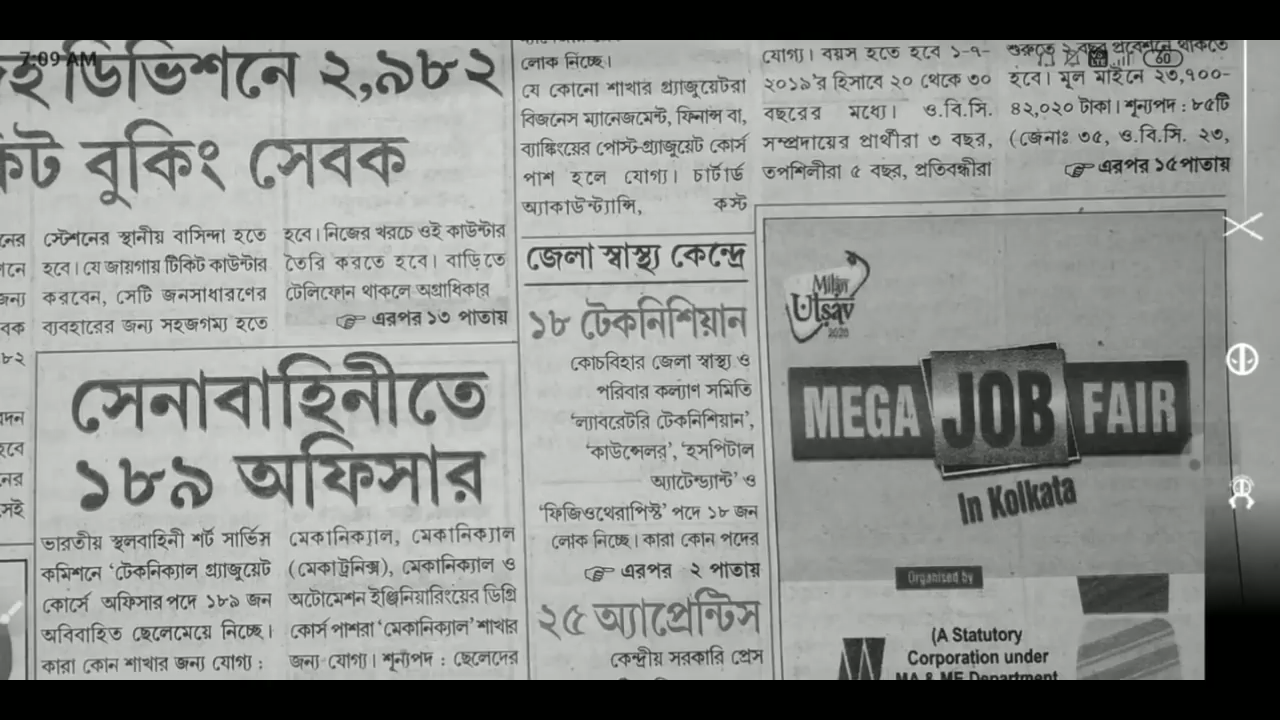 7:09 AM
ডিভিশনে ২,৯৮২
বুকিং সেবক
স্টেশনের স্থানীয় বাসিন্দা হতে
হবে। যে জায়গায় টিকিট কাউন্টার
করবেন, সেটি জনসাধারণের
ব্যবহারের জন্য সহজগম্য হতে
হবে। নিজের খরচে ওই কাউন্টার
তৈরি করতে হবে। বাড়িতে
টেলিফোন থাকলে অগ্রাধিকার
এরপর ১৩ পাতায়
সেনাবাহিনীতে
১৮৯ অফিসার
ভারতীয় স্থলবাহিনী শর্ট সার্ভিস
কমিশনে 'টেকনিক্যাল গ্র্যাজুয়েট
কোর্সে অফিসার পদে ১৮৯ জন
অবিবাহিত ছেলেমেয়ে নিচ্ছে।
কারা কোন শাখার জন্য যোগ্য :
মেকানিক্যাল, মেকানিক্যাল
(মেকাট্রনিক্স), মেকানিক্যাল ও
অটোমেশন ইঞ্জিনিয়ারিংয়ের ডিগ্রি
কোর্স পাশরা 'মেকানিক্যাল' শাখার
জন্য যোগ্য। শূন্যপদ : ছেলেদের
লোক নিচ্ছে।
যে কোনো শাখার গ্র্যাজুয়েটরা
বিজনেস ম্যানেজমেন্ট, ফিনান্স বা,
ব্যাঙ্কিংয়ের পোস্ট-গ্র্যাজুয়েট কোর্স
পাশ হলে যোগ্য। চার্টার্ড
অ্যাকাউন্ট্যান্সি, কস্ট
জেলা স্বাস্থ্য কেন্দ্রে
১৮ টেকনিশিয়ান
কোচবিহার জেলা স্বাস্থ্য ও
পরিবার কল্যাণ সমিতি
'ল্যাবরেটরি টেকনিশিয়ান',
'কাউন্সেলর', 'হসপিটাল
অ্যাটেন্ড্যান্ট' ও
'ফিজিওথেরাপিস্ট' পদে ১৮ জন
লোক নিচ্ছে। কারা কোন পদের
এরপর ২ পাতায়
২৫ অ্যাপ্রেন্টিস
কেন্দ্রীয় সরকারি প্রেস
যোগ্য। বয়স হতে হবে ১-৭-
২০১৯'র হিসাবে ২০ থেকে ৩০
বছরের মধ্যে। ও.বি.সি.
সম্প্রদায়ের প্রার্থীরা ৩ বছর,
তপশিলীরা ৫ বছর, প্রতিবন্ধীরা
হবে। মূল মাইনে ২৩,৭০০-
৪২,০২০ টাকা। শূন্যপদ : ৮৫টি
(জেনাঃ ৩৫, ও.বি.সি. ২৩,
এরপর ১৫ পাতায়
Milan
Utsav
2020
MEGA JOB FAIR
In Kolkata
Organised by
(A Statutory
Corporation under
MA & ME Department